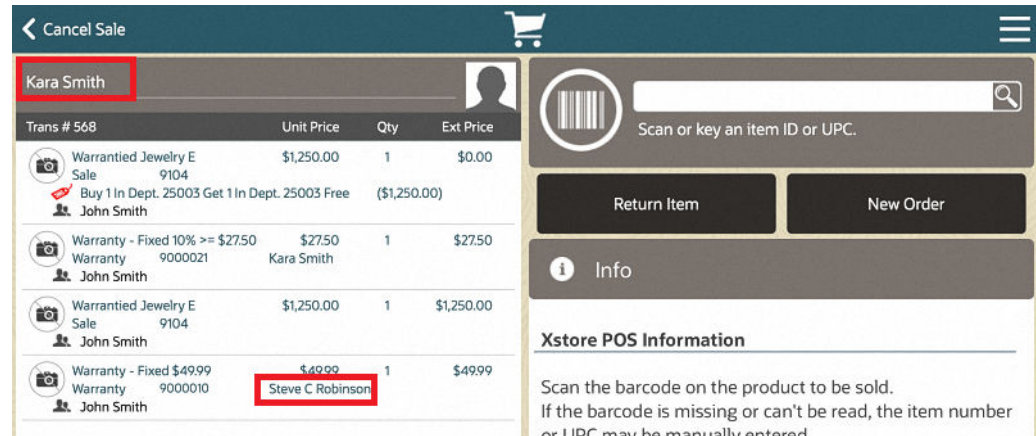 Cancel Sale
Kara Smith
Trans # 568 Unit Price Qty Ext Price
Warrantied Jewelry E $1,250.00 1 $0.00
Sale 9104
Buy 1 In Dept. 25003 Get 1 In Dept. 25003 Free ($1,250.00)
John Smith
Warranty - Fixed 10% >= $27.50 $27.50 1 $27.50
Warranty 9000021 Kara Smith
John Smith
Warrantied Jewelry E $1,250.00 1 $1,250.00
Sale 9104
John Smith
Warranty - Fixed $49.99 $49.99 1 $49.99
Warranty 9000010 Steve C Robinson
John Smith
Scan or key an item ID or UPC.
Return Item New Order
Info
Xstore POS Information
Scan the barcode on the product to be sold.
If the barcode is missing or can't be read, the item number
or UPC may be manually entered